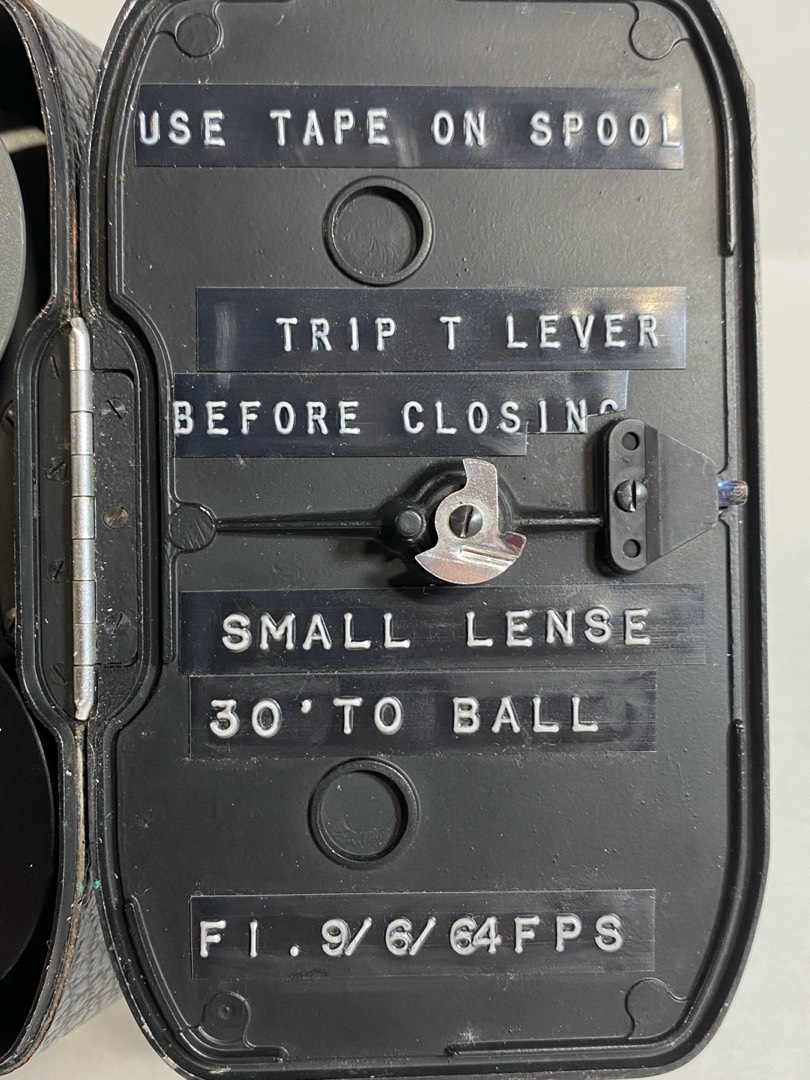 USE TAPE ON SPOOL
TRIP T LEVER
BEFORE CLOSING
SMALL LENSE
30' TO BALL
F1.9/6/64FPS